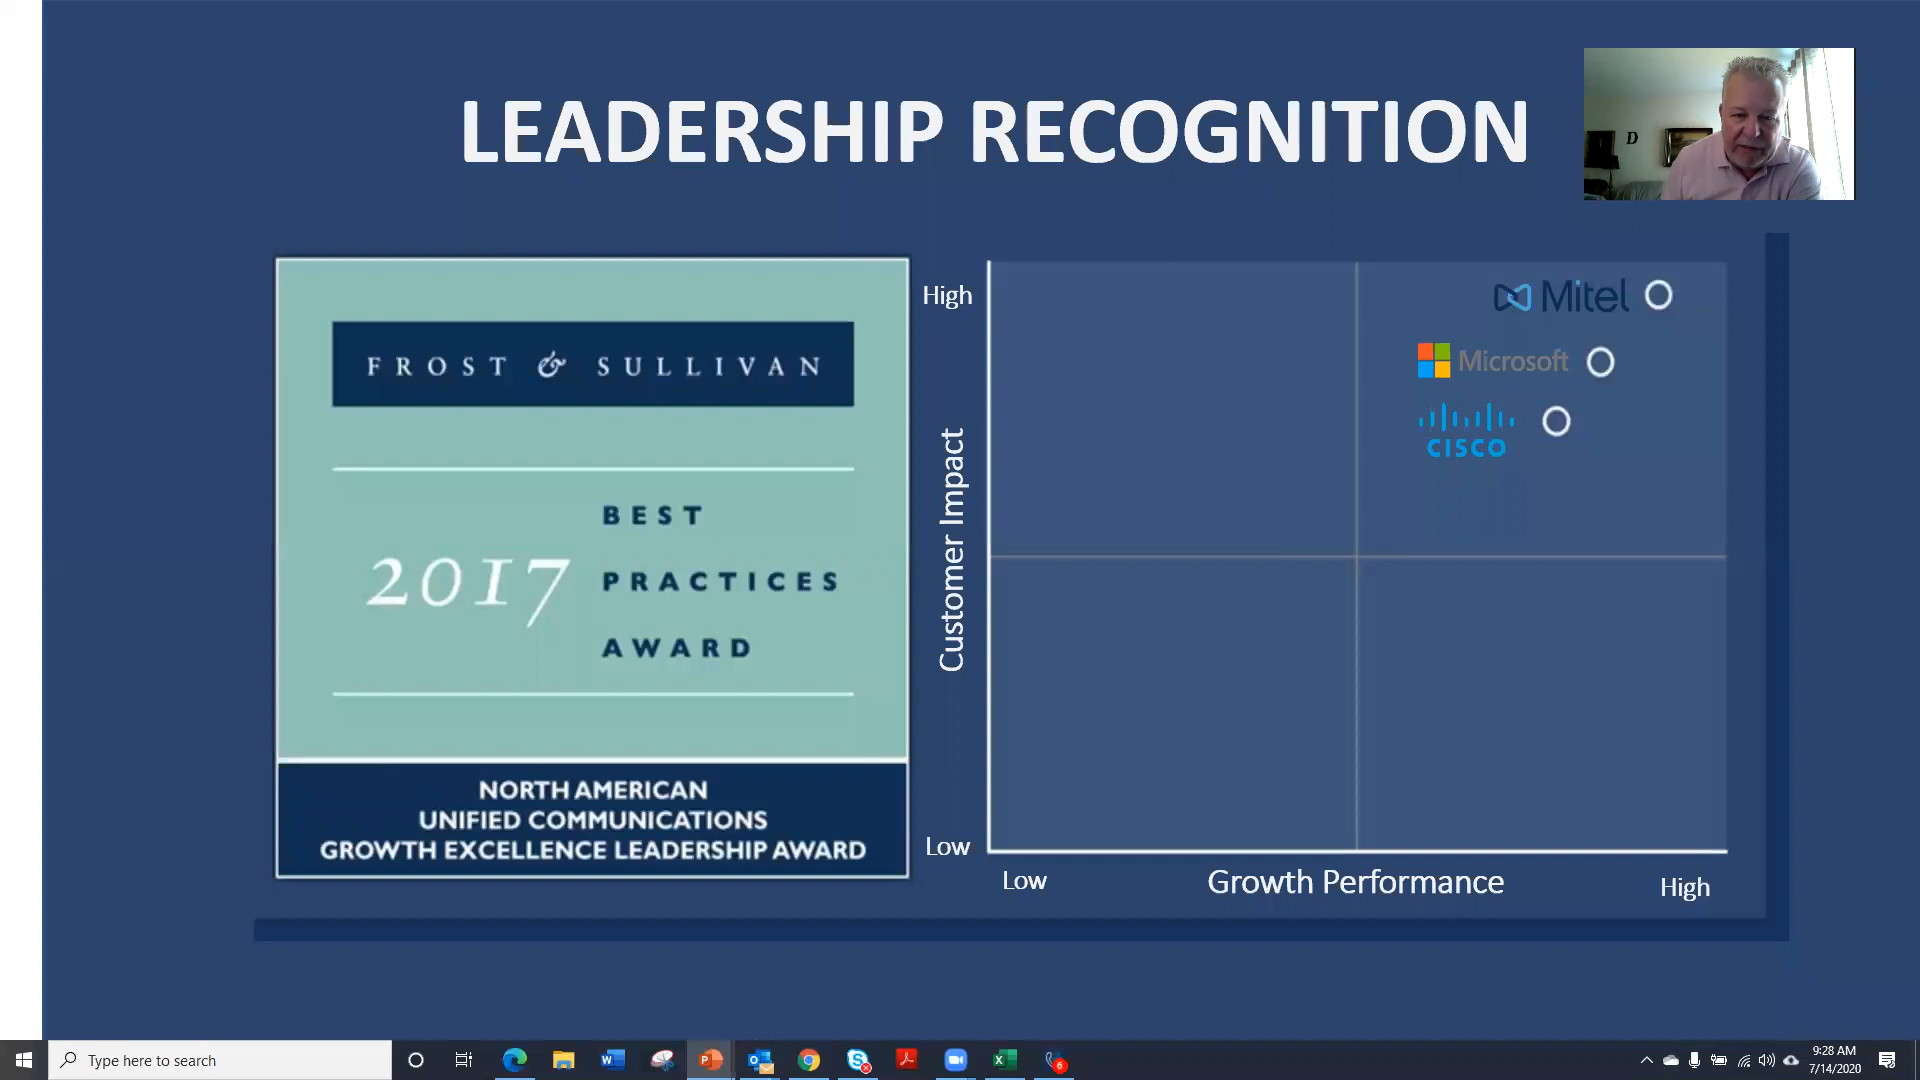 LEADERSHIP RECOGNITION
D
FROST & SULLIVAN
2017
BEST
PRACTICES
AWARD
NORTH AMERICAN
UNIFIED COMMUNICATIONS
GROWTH EXCELLENCE LEADERSHIP AWARD
High
Customer Impact
Low
Mitel
Microsoft
CISCO
Low
Growth Performance
High
Type here to search
6
9:28 AM
7/14/2020